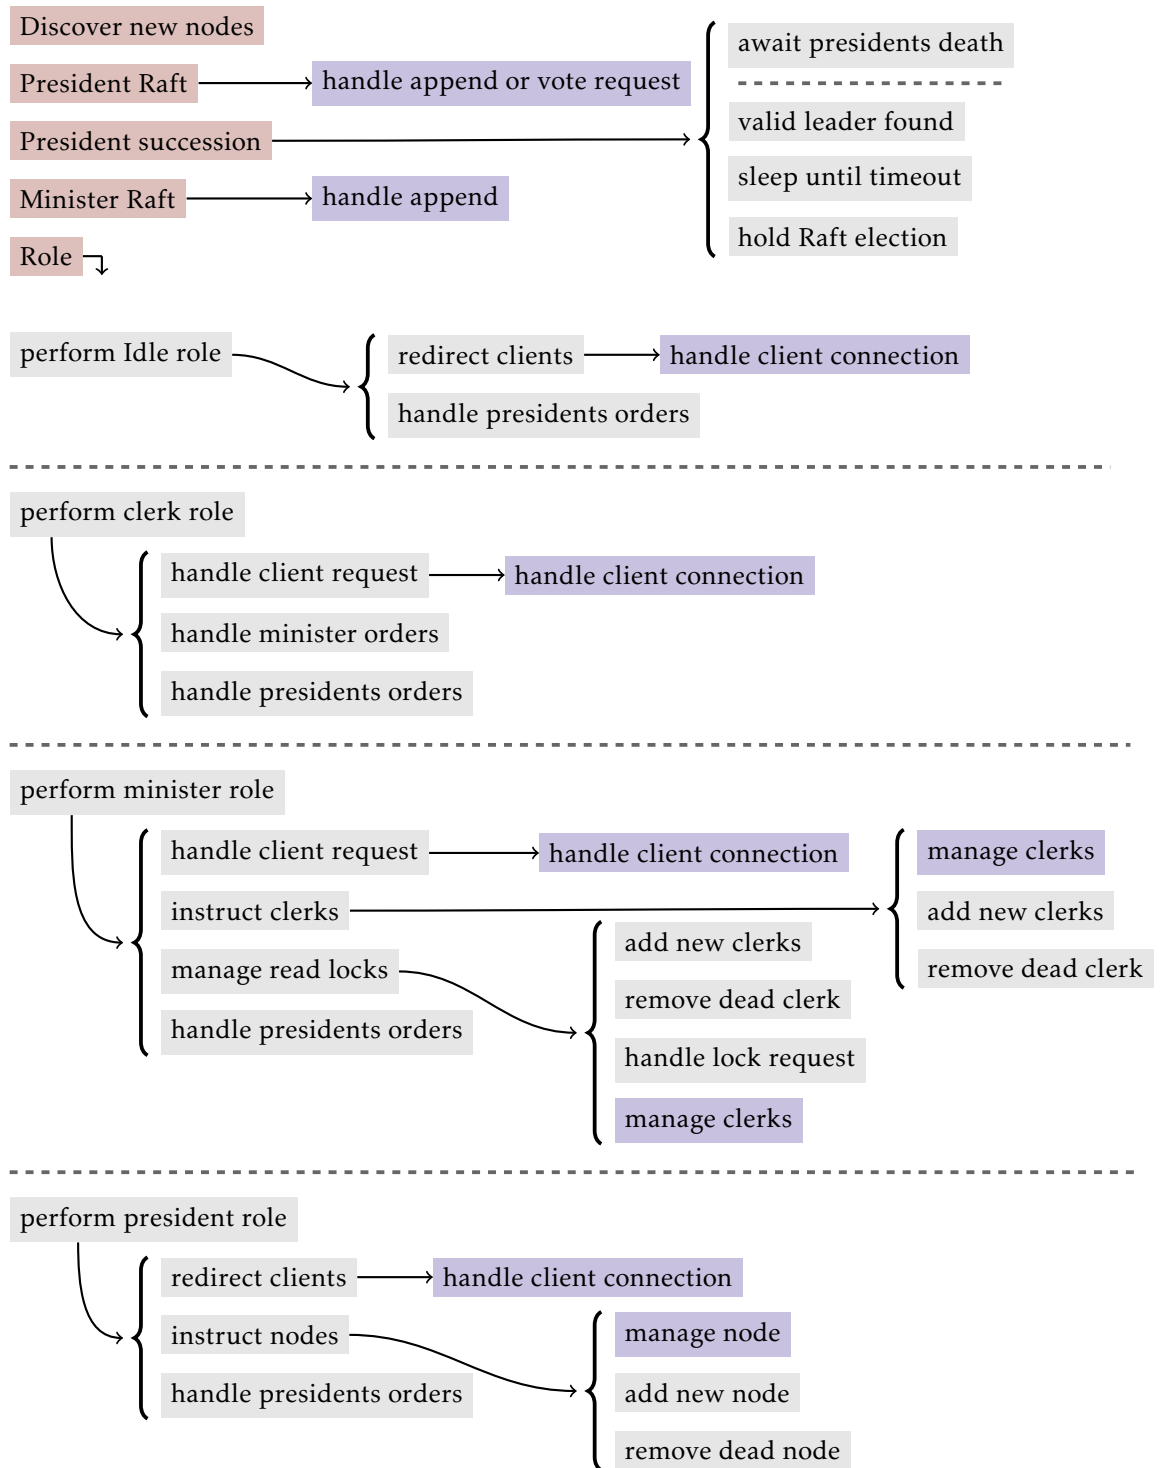 Discover new nodes
President Raft
handle append or vote request
President succession
await presidents death
valid leader found
sleep until timeout
hold Raft election
Minister Raft
handle append
Role
perform Idle role
redirect clients
handle client connection
handle presidents orders
perform clerk role
handle client request
handle client connection
handle minister orders
handle presidents orders
perform minister role
handle client request
handle client connection
instruct clerks
manage clerks
add new clerks
remove dead clerk
manage read locks
add new clerks
remove dead clerk
handle lock request
manage clerks
handle presidents orders
perform president role
redirect clients
handle client connection
instruct nodes
manage node
add new node
remove dead node
handle presidents orders